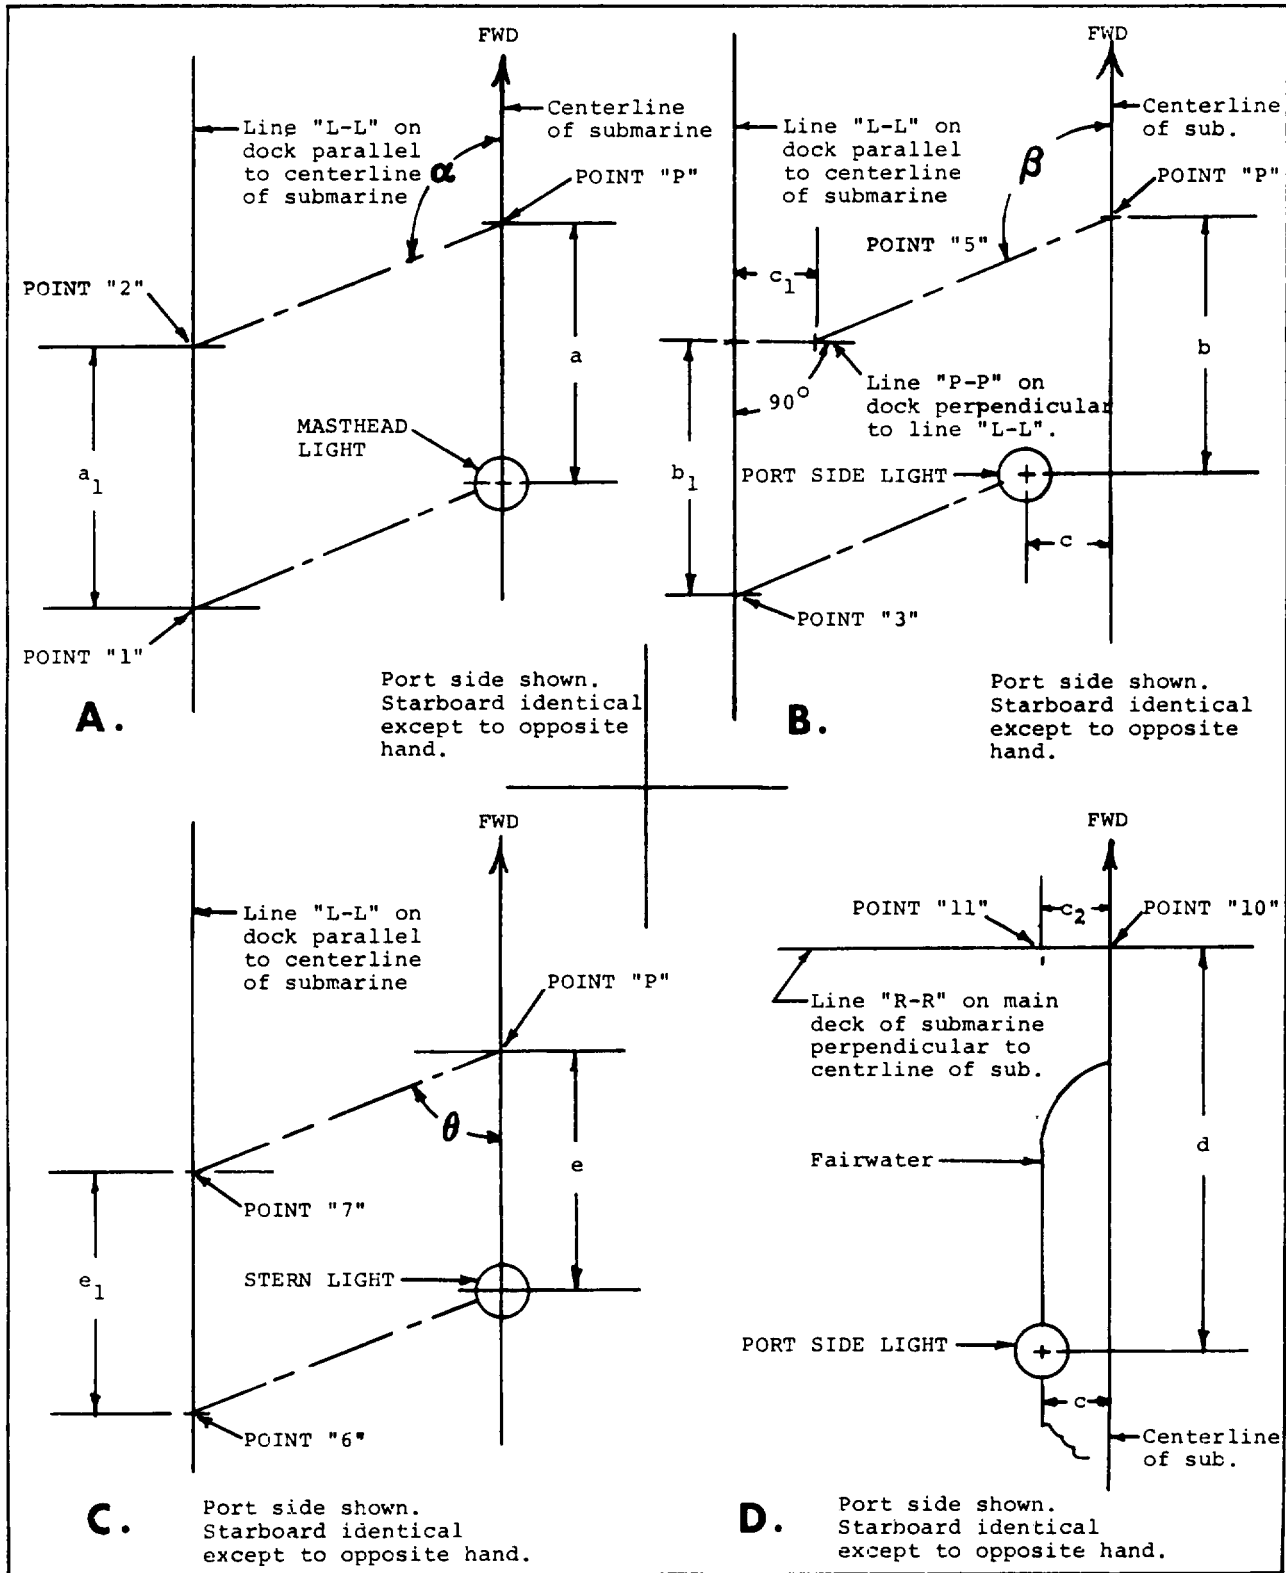 FWD
Centerline
of submarine
Line "L-L" on
dock parallel
to centerline
of submarine
α
POINT "P"
POINT "2"
a
MASTHEAD
LIGHT
a1
POINT "1"
Port side shown.
Starboard identical
except to opposite
hand.
A.
FWD
Centerline
of sub.
Line "L-L" on
dock parallel
to centerline
of submarine
β
POINT "P"
POINT "5"
c1
b
90°
Line "P-P" on
dock perpendicular
to line "L-L".
b1
PORT SIDE LIGHT
c
POINT "3"
Port side shown.
Starboard identical
except to opposite
hand.
B.
FWD
Line "L-L" on
dock parallel
to centerline
of submarine
POINT "P"
θ
e
POINT "7"
e1
STERN LIGHT
POINT "6"
C.
Port side shown.
Starboard identical
except to opposite hand.
FWD
POINT "11"
c2
POINT "10"
Line "R-R" on main
deck of submarine
perpendicular to
centrline of sub.
d
Fairwater
PORT SIDE LIGHT
c
Centerline
of sub.
D.
Port side shown.
Starboard identical
except to opposite hand.